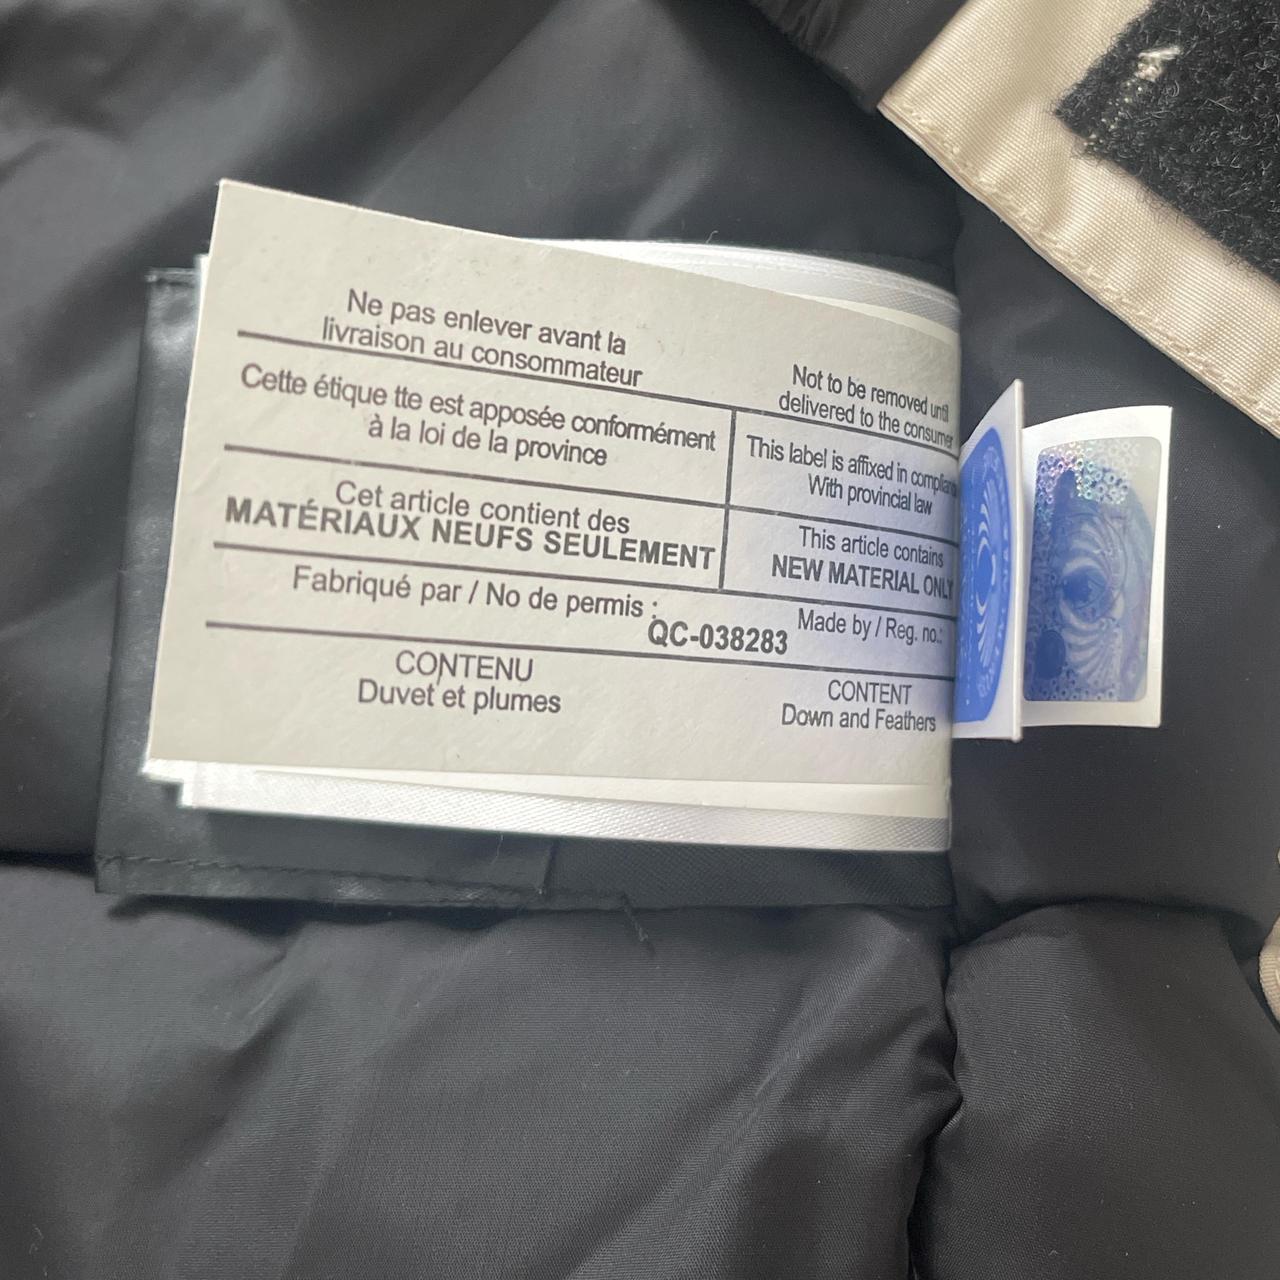 Ne pas enlever avant la
livraison au consommateur
Not to be removed until
delivered to the consumer
Cette étique tte est apposée conformément
à la loi de la province
This label is affixed in
With provincial law
Cet article contient des
MATÉRIAUX NEUFS SEULEMENT
This article contains
NEW MATERIAL ONLY
Fabriqué par / No de permis :
Made by / Reg. no.:
QC-038283
CONTENU
Duvet et plumes
CONTENT
Down and Feathers